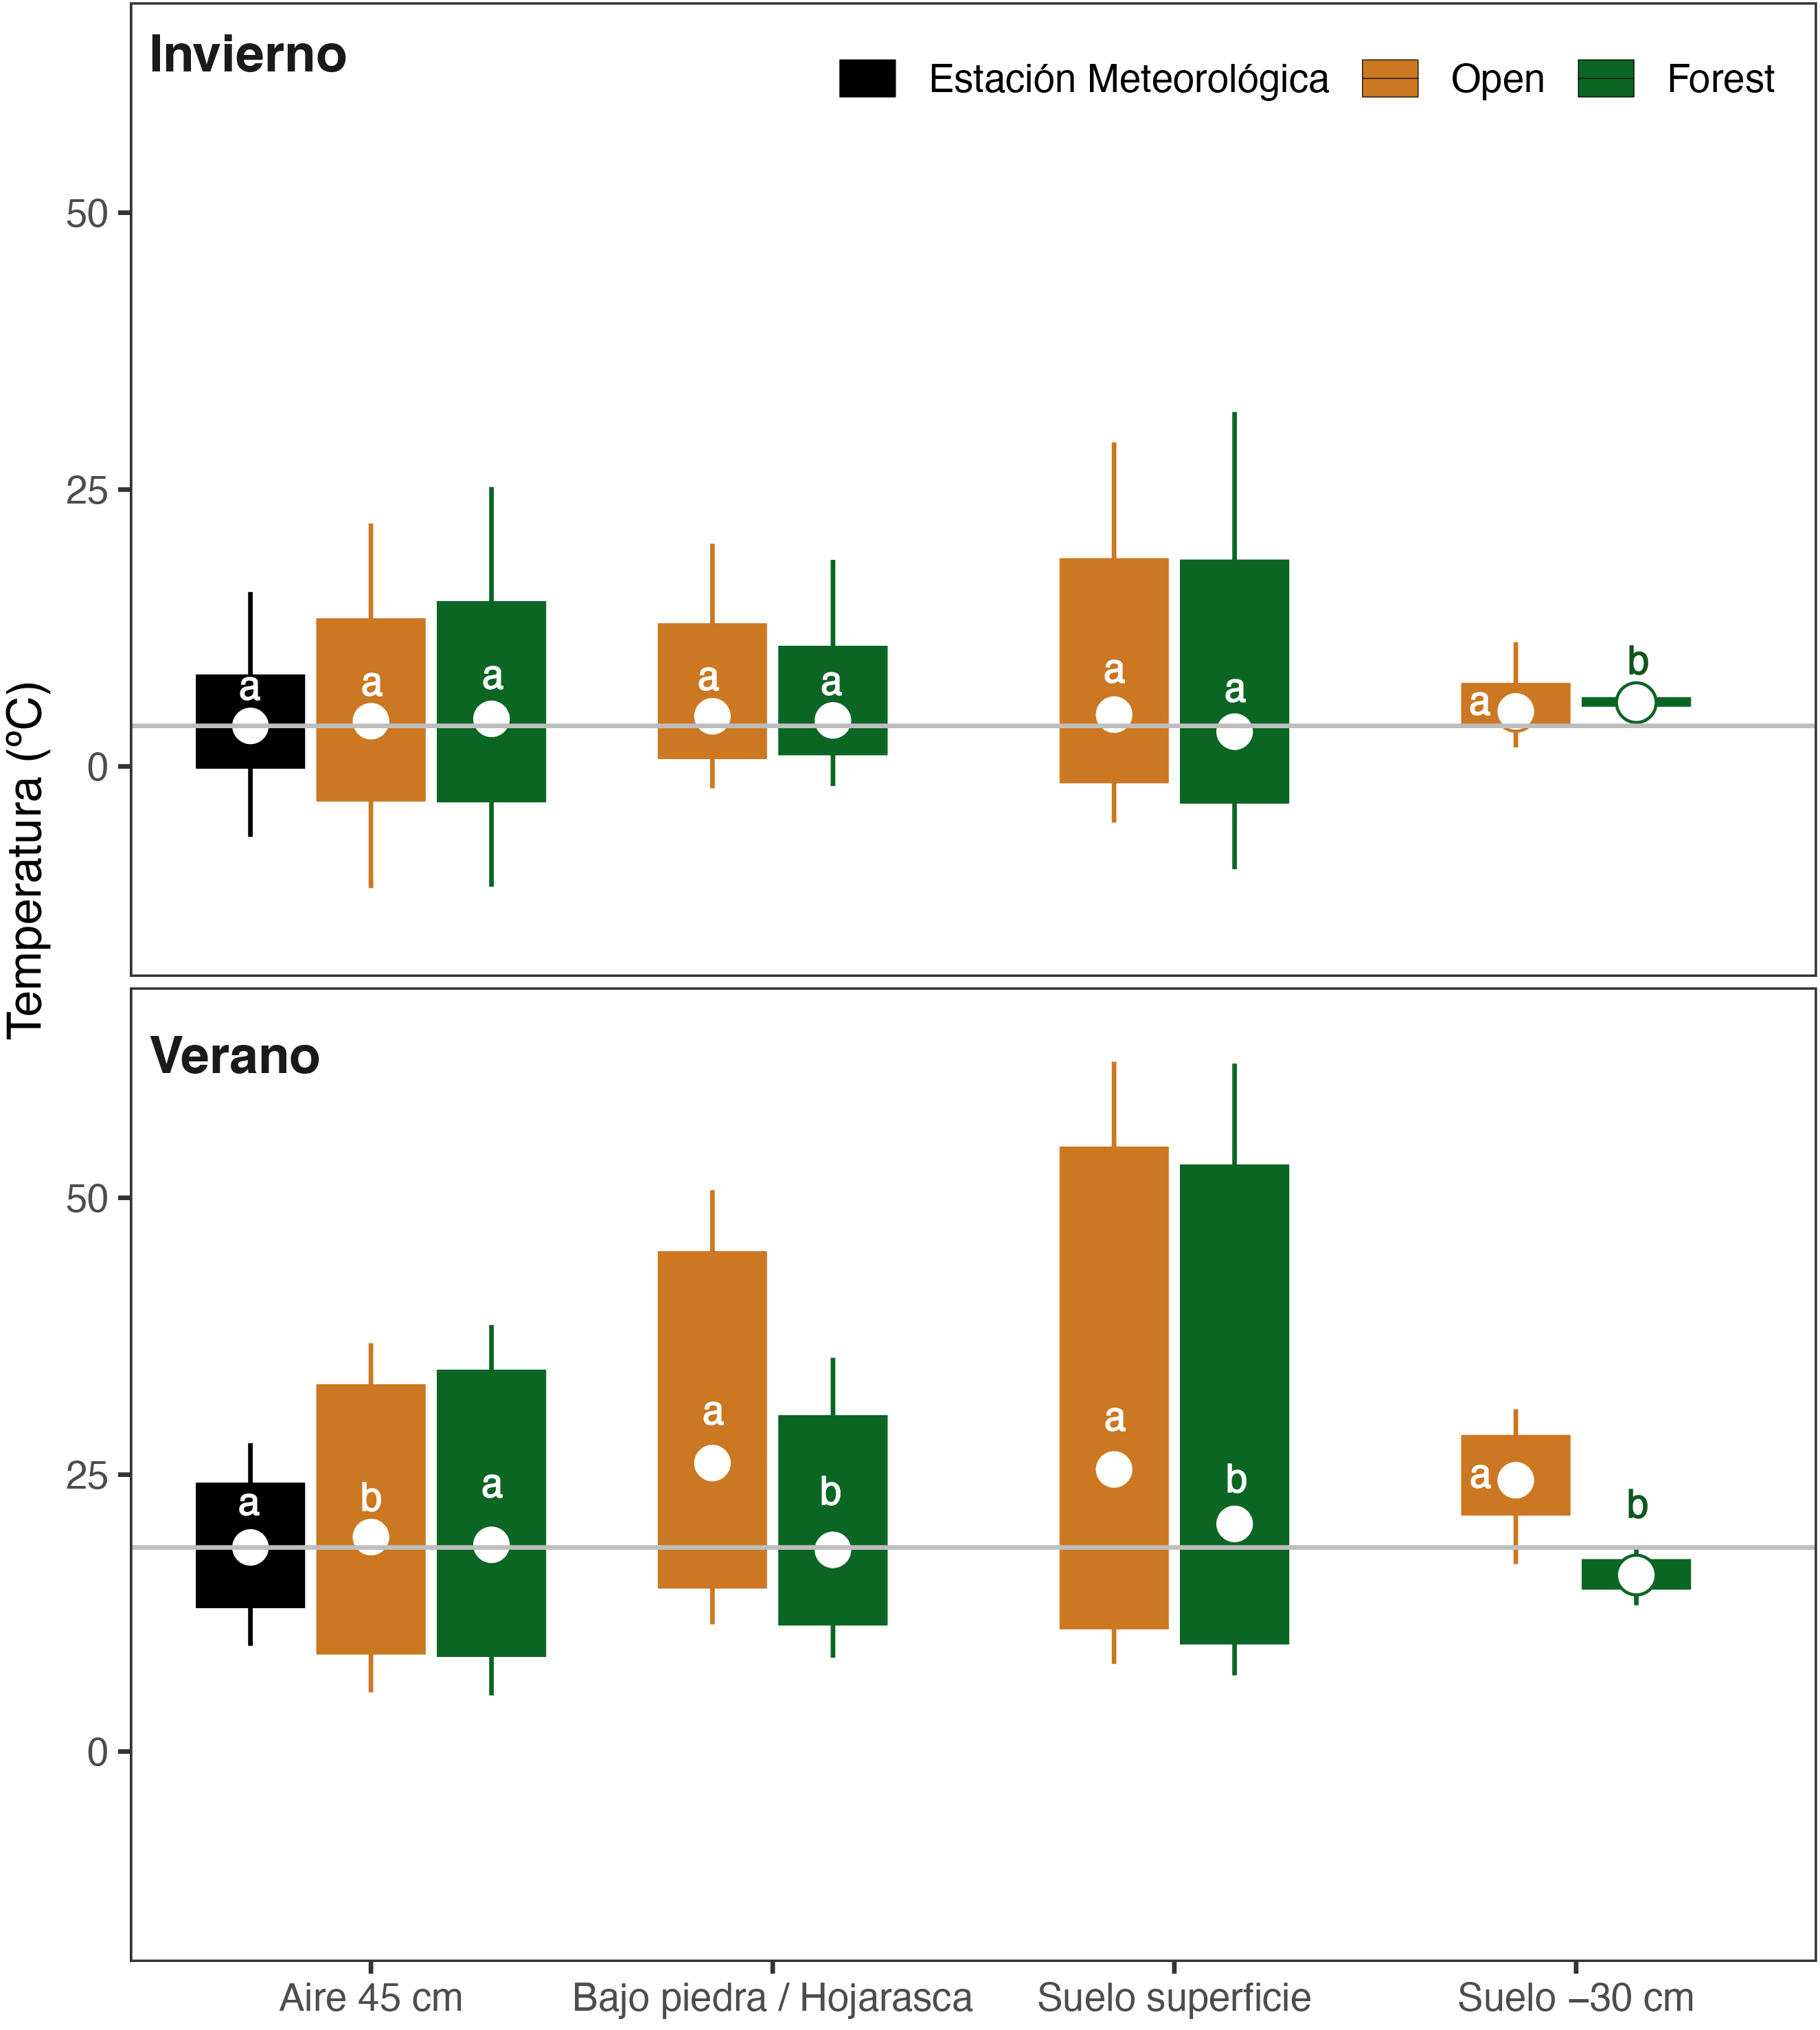 Invierno
Estación Meteorológica Open Forest
50
25
0
a a a a a a a a b
Temperatura (ºC)
Verano
50
25
0
a b a a b a b a b
Aire 45 cm Bajo piedra / Hojarasca Suelo superficie Suelo −30 cm